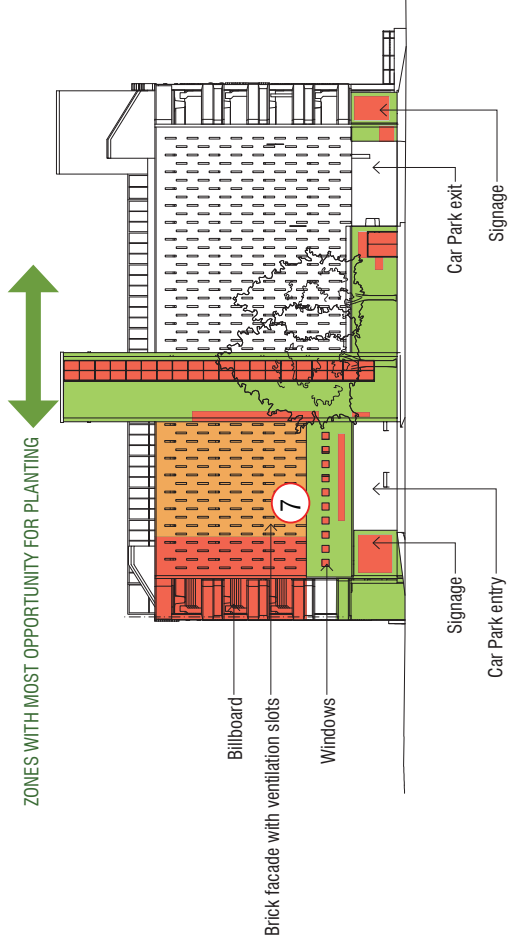 ZONES WITH MOST OPPORTUNITY FOR PLANTING
Billboard
Brick facade with ventilation slots
7
Windows
Signage
Car Park entry
Car Park exit
Signage